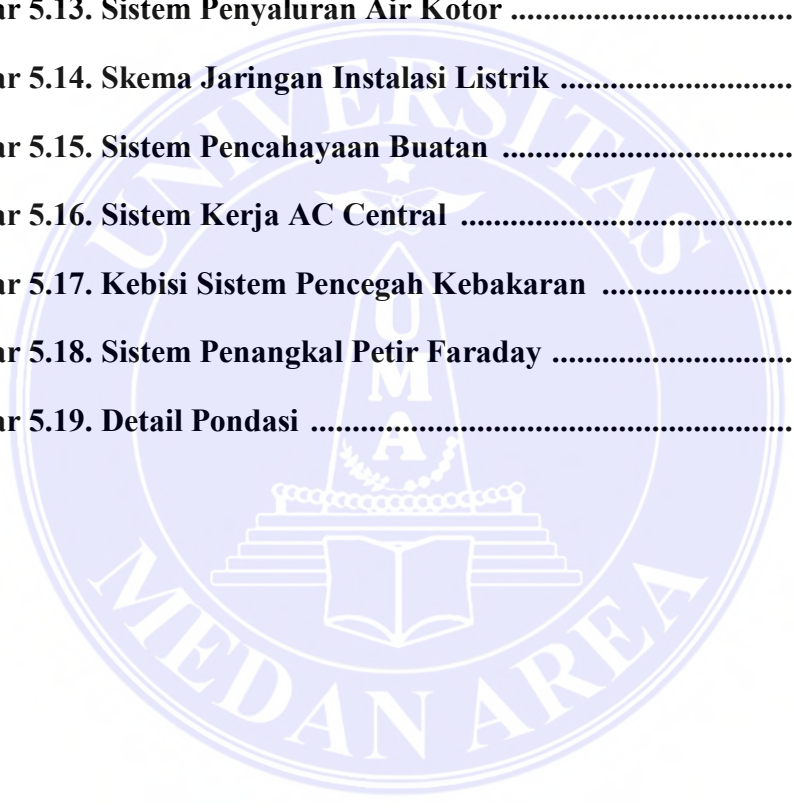 ar 5.13. Sistem Penyaluran Air Kotor ..................................
ar 5.14. Skema Jaringan Instalasi Listrik ............................
ar 5.15. Sistem Pencahayaan Buatan ...................................
ar 5.16. Sistem Kerja AC Central ........................................
ar 5.17. Kebisi Sistem Pencegah Kebakaran .......................
ar 5.18. Sistem Penangkal Petir Faraday .............................
ar 5.19. Detail Pondasi ..........................................................
UNIVERSITAS
UMA
MEDAN AREA